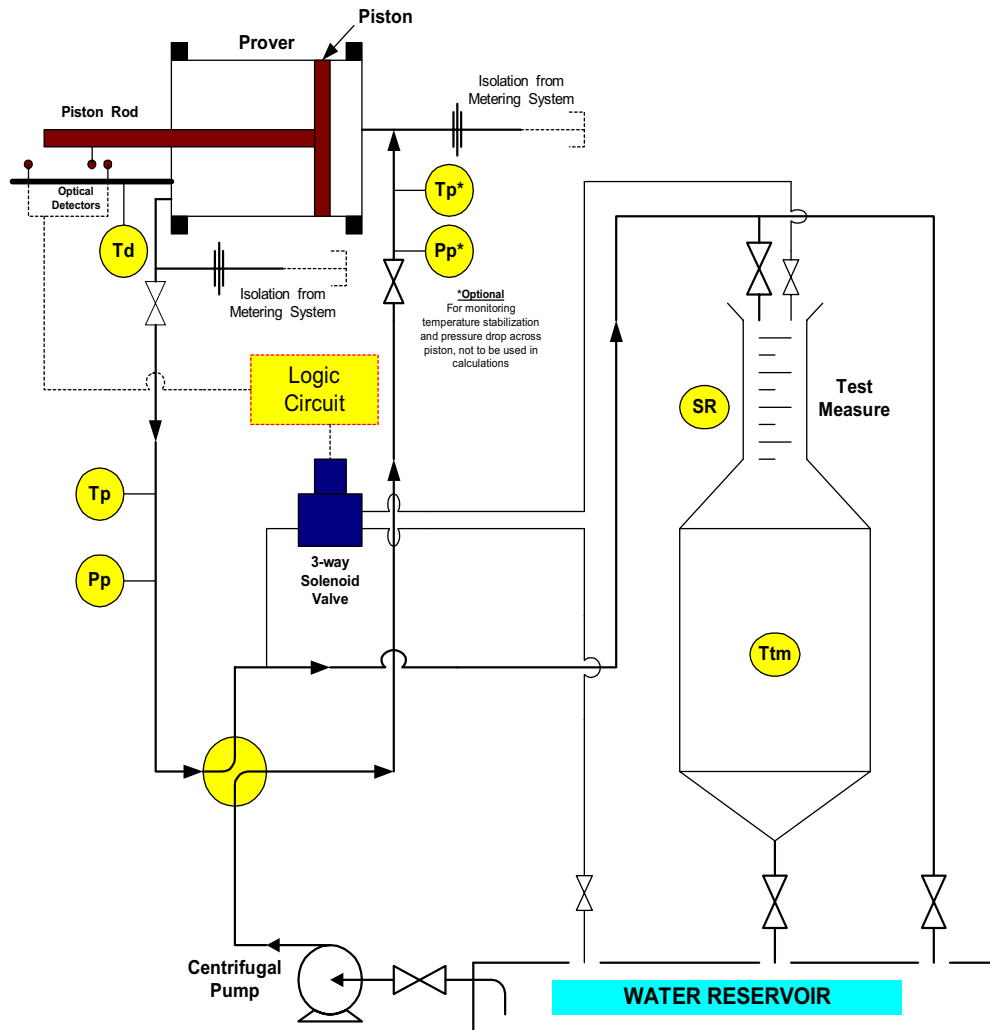 Piston
Prover
Isolation from
Metering System
Piston Rod
Optical
Detectors
Td
Tp*
Pp*
Isolation from
Metering System
*Optional
For monitoring
temperature stabilization
and pressure drop across
piston, not to be used in
calculations
Logic
Circuit
SR
Test
Measure
Tp
Pp
3-way
Solenoid
Valve
Ttm
Centrifugal
Pump
WATER RESERVOIR